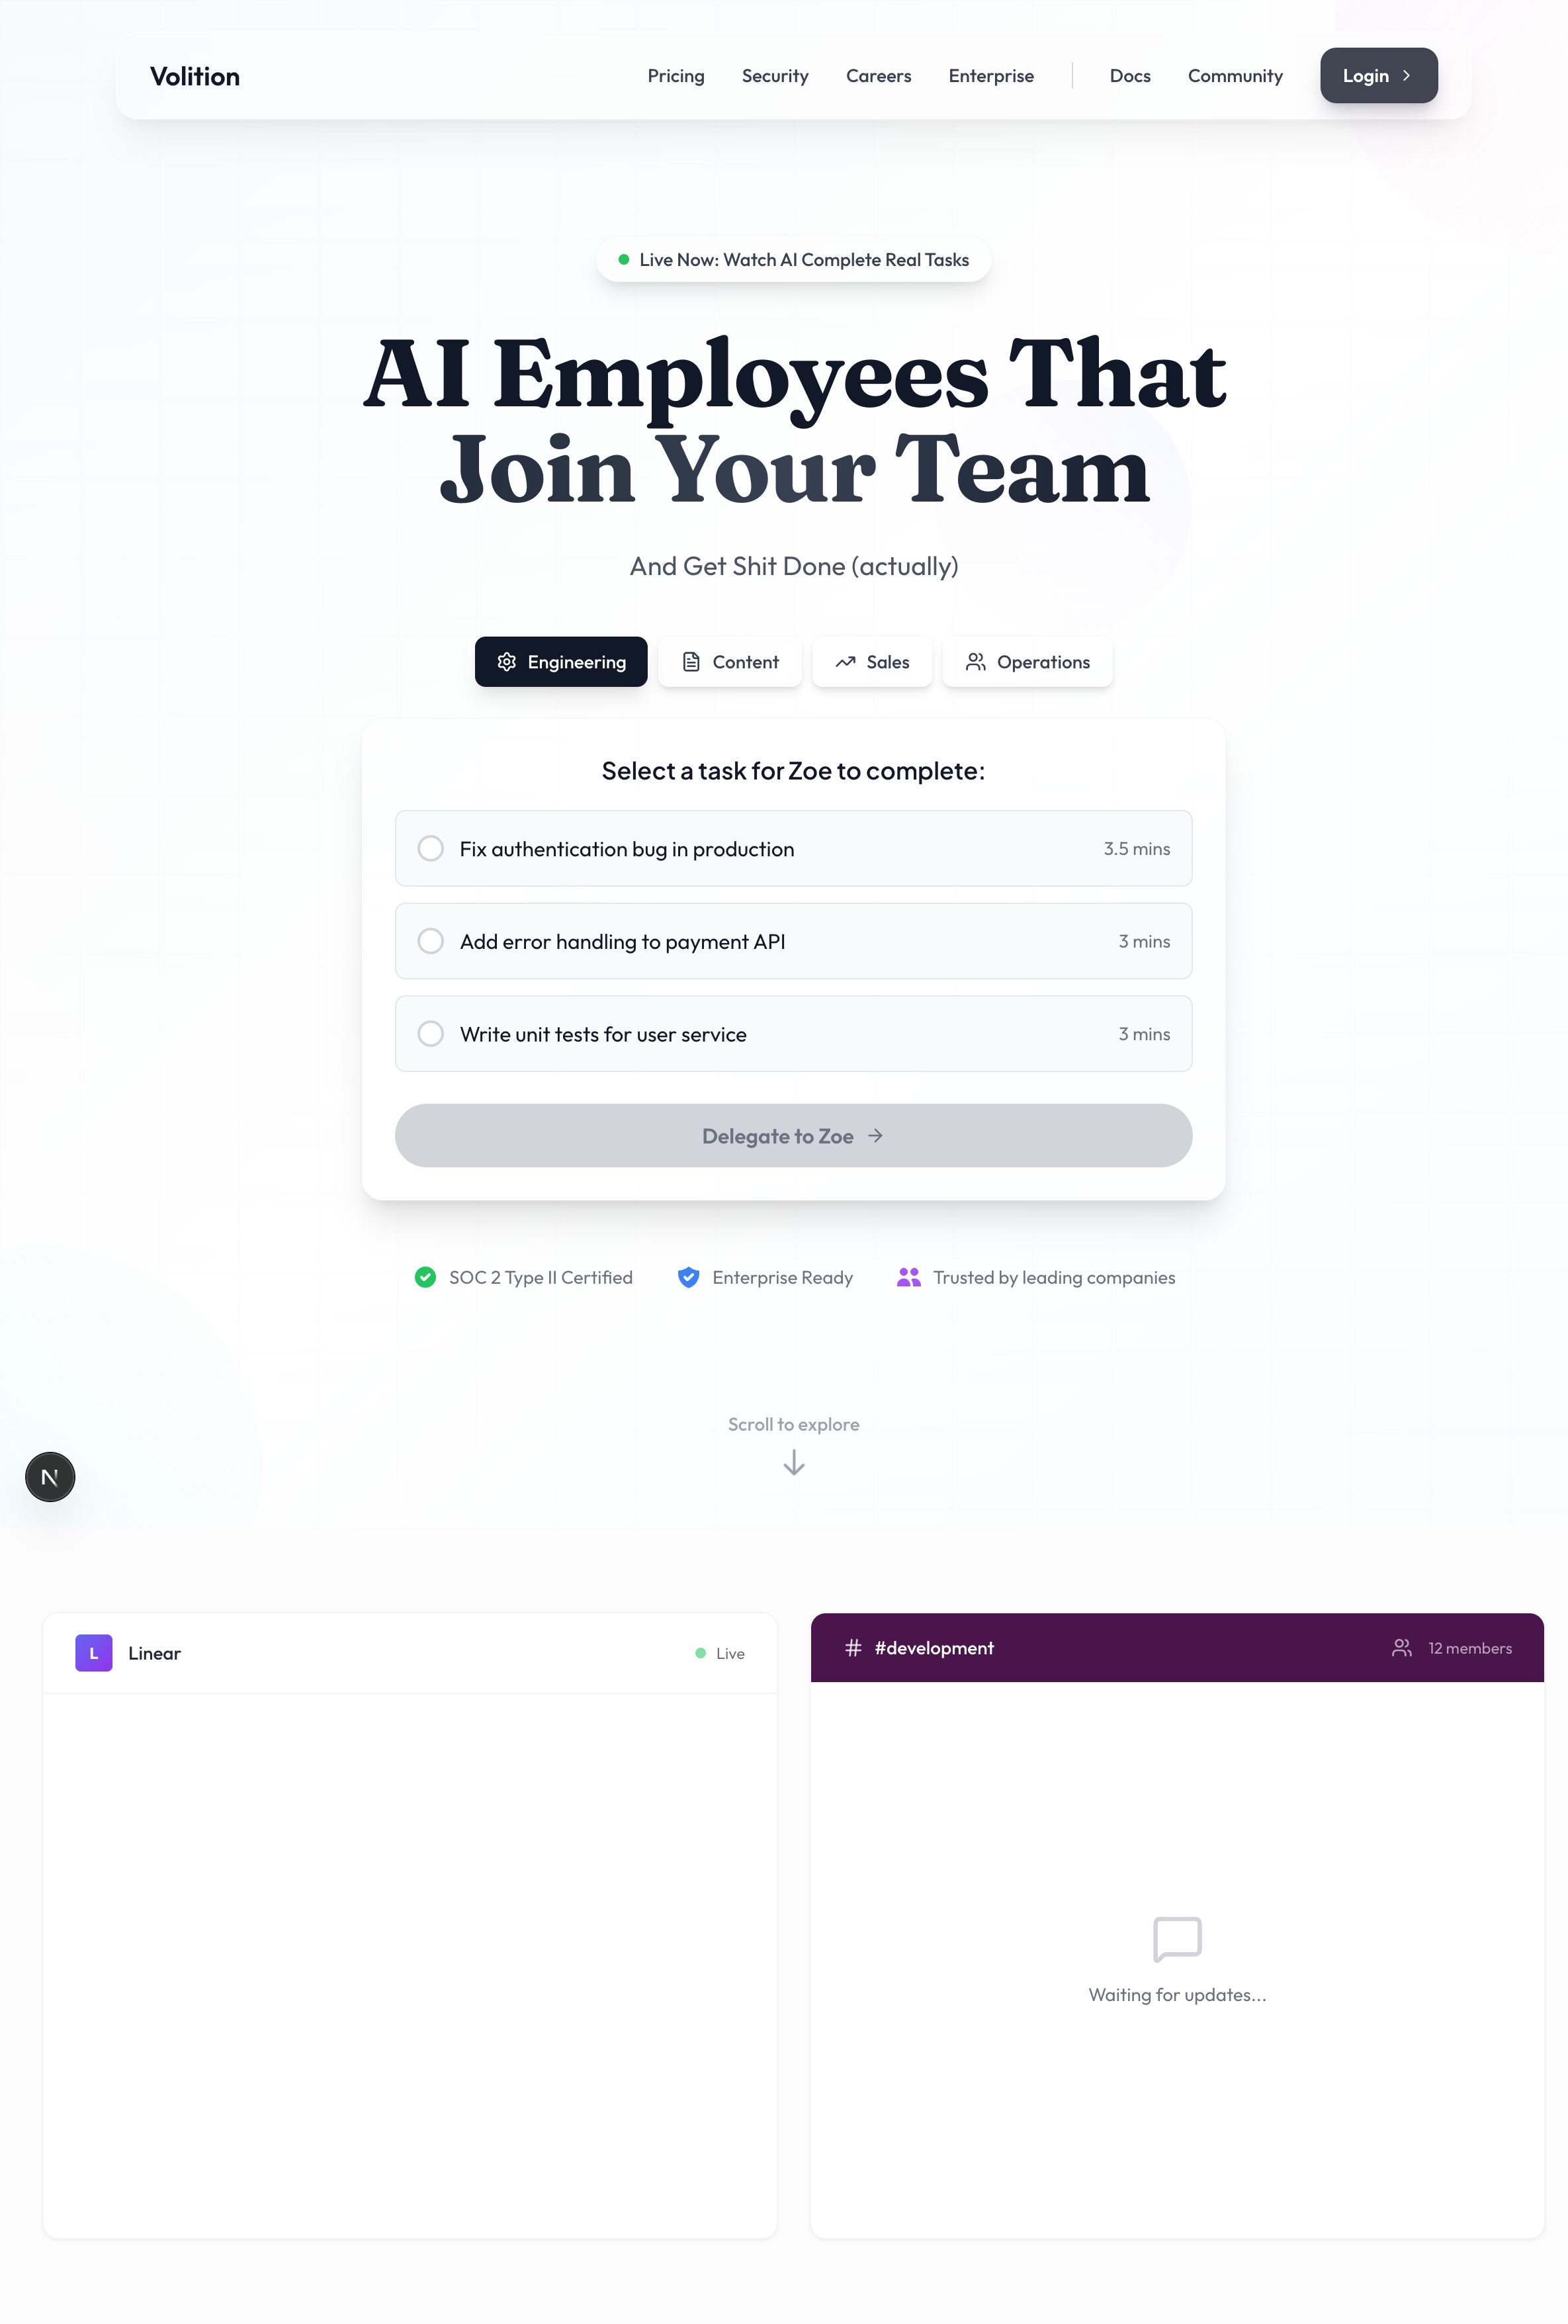 Volition
Pricing Security Careers Enterprise Docs Community Login
Live Now: Watch AI Complete Real Tasks
AI Employees That
Join Your Team
And Get Shit Done (actually)
Engineering Content Sales Operations
Select a task for Zoe to complete:
Fix authentication bug in production 3.5 mins
Add error handling to payment API 3 mins
Write unit tests for user service 3 mins
Delegate to Zoe
SOC 2 Type II Certified Enterprise Ready Trusted by leading companies
Scroll to explore
N
L Linear Live
# #development 12 members
Waiting for updates...